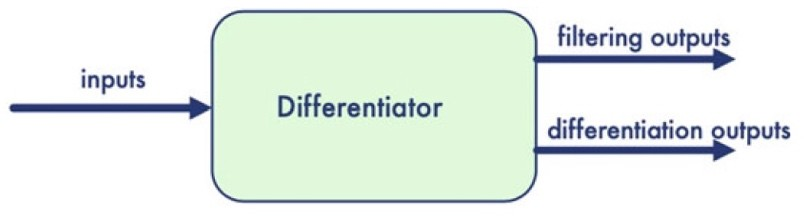 inputs
Differentiator
filtering outputs
differentiation outputs